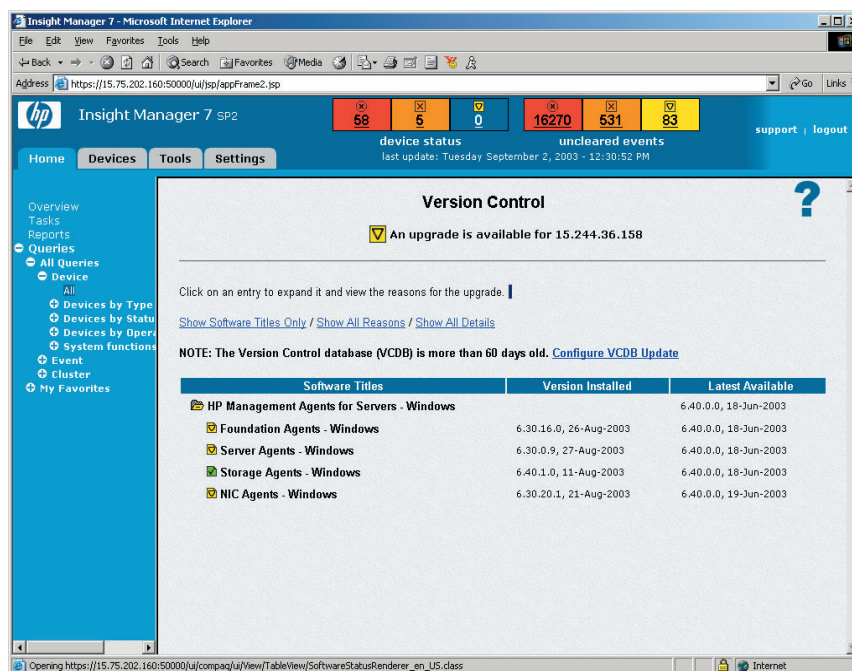 Insight Manager 7 - Microsoft Internet Explorer
File Edit View Favorites Tools Help
Back Search Favorites Media
Address https://15.75.202.160:50000/ui/jsp/appFrame2.jsp Go Links
hp Insight Manager 7 SP2
58 5 0 16270 531 83
device status uncleared events
last update: Tuesday September 2, 2003 - 12:30:52 PM
support | logout
Home Devices Tools Settings
Overview
Tasks
Reports
Queries
All Queries
Device
All
Devices by Type
Devices by Statu
Devices by Opera
System functions
Event
Cluster
My Favorites
Version Control
?
An upgrade is available for 15.244.36.158
Click on an entry to expand it and view the reasons for the upgrade.
Show Software Titles Only / Show All Reasons / Show All Details
NOTE: The Version Control database (VCDB) is more than 60 days old. Configure VCDB Update
Software Titles Version Installed Latest Available
HP Management Agents for Servers - Windows 6.40.0.0, 18-Jun-2003
Foundation Agents - Windows 6.30.16.0, 26-Aug-2003 6.40.0.0, 18-Jun-2003
Server Agents - Windows 6.30.0.9, 27-Aug-2003 6.40.0.0, 18-Jun-2003
Storage Agents - Windows 6.40.1.0, 11-Aug-2003 6.40.0.0, 18-Jun-2003
NIC Agents - Windows 6.30.20.1, 21-Aug-2003 6.40.0.0, 19-Jun-2003
Opening https://15.75.202.160:50000/ui/compaq/ui/View/TableView/SoftwareStatusRenderer_en_US.class Internet